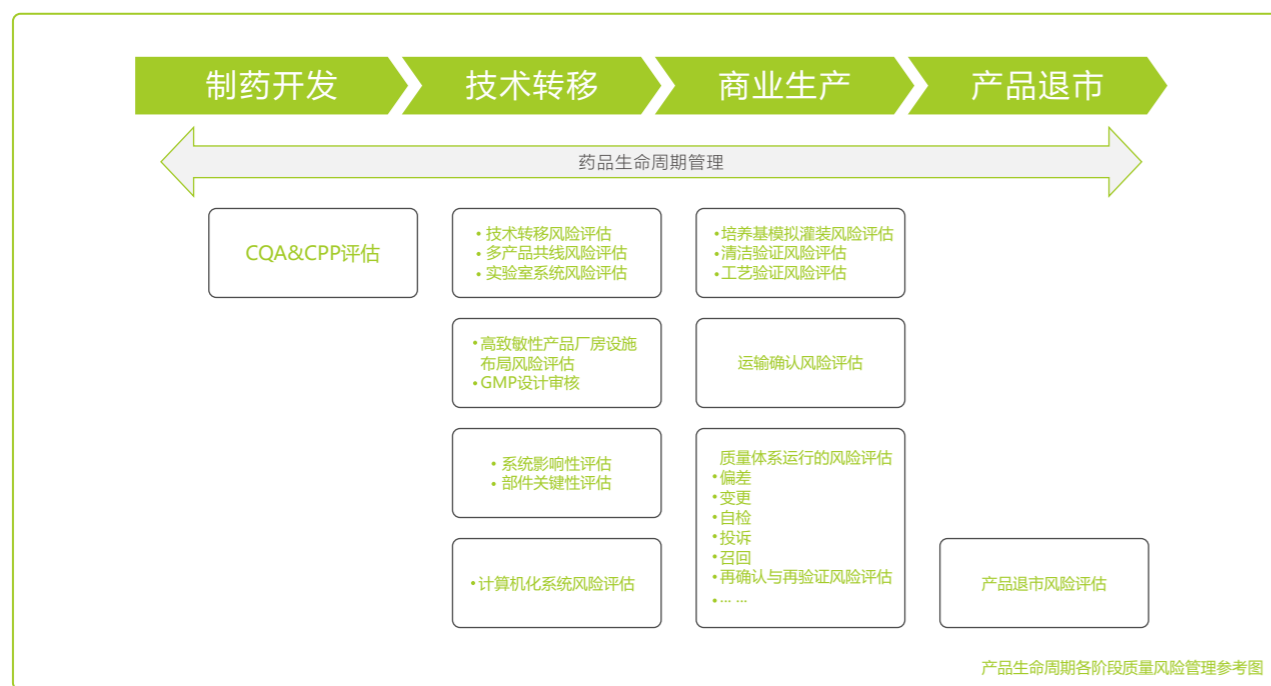 制药开发
技术转移
商业生产
产品退市
药品生命周期管理
CQA&CPP评估
• 技术转移风险评估
• 多产品共线风险评估
• 实验室系统风险评估
•高致敏性产品厂房设施
布局风险评估
•GMP设计审核
• 系统影响性评估
• 部件关键性评估
•计算机化系统风险评估
•培养基模拟灌装风险评估
•清洁验证风险评估
•工艺验证风险评估
运输确认风险评估
质量体系运行的风险评估
•偏差
•变更
•自检
•投诉
•召回
•再确认与再验证风险评估
•... ...
产品退市风险评估
产品生命周期各阶段质量风险管理参考图